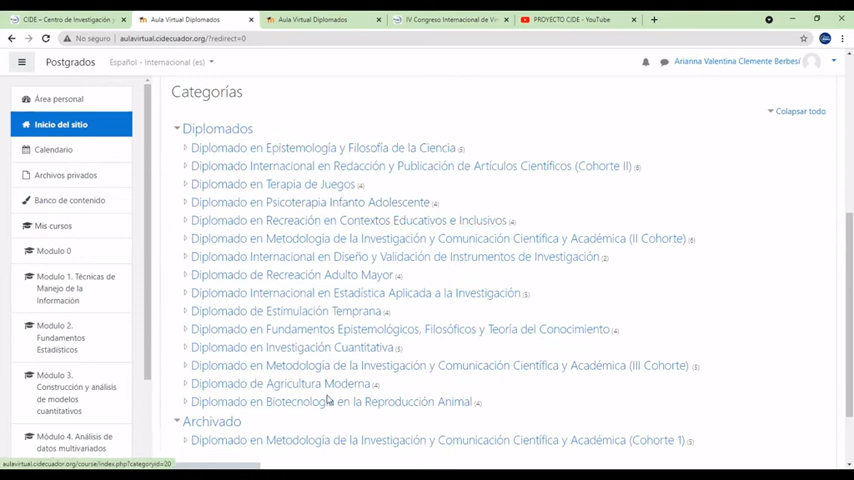 CIDE – Centro de Investigación y
Aula Virtual Diplomados
Aula Virtual Diplomados
IV Congreso Internacional de Vin
PROYECTO CIDE - YouTube
No seguro | aulavirtual.cidecuador.org/?redirect=0
Postgrados
Español - Internacional (es)
Arianna Valentina Clemente Berbesí
Área personal
Inicio del sitio
Calendario
Archivos privados
Banco de contenido
Mis cursos
Modulo 0
Modulo 1. Técnicas de
Manejo de la
Información
Módulo 2.
Fundamentos
Estadísticos
Módulo 3.
Construcción y análisis
de modelos
cuantitativos
Módulo 4. Análisis de
datos multivariados
Categorías
Colapsar todo
Diplomados
Diplomado en Epistemología y Filosofía de la Ciencia (5)
Diplomado Internacional en Redacción y Publicación de Artículos Científicos (Cohorte II) (6)
Diplomado en Terapia de Juegos (4)
Diplomado en Psicoterapia Infanto Adolescente (4)
Diplomado en Recreación en Contextos Educativos e Inclusivos (4)
Diplomado en Metodología de la Investigación y Comunicación Científica y Académica (II Cohorte) (6)
Diplomado Internacional en Diseño y Validación de Instrumentos de Investigación (2)
Diplomado de Recreación Adulto Mayor (4)
Diplomado Internacional en Estadística Aplicada a la Investigación (5)
Diplomado de Estimulación Temprana (4)
Diplomado en Fundamentos Epistemológicos, Filosóficos y Teoría del Conocimiento (4)
Diplomado en Investigación Cuantitativa (5)
Diplomado en Metodología de la Investigación y Comunicación Científica y Académica (III Cohorte) (5)
Diplomado de Agricultura Moderna (4)
Diplomado en Biotecnología en la Reproducción Animal (4)
Archivado
Diplomado en Metodología de la Investigación y Comunicación Científica y Académica (Cohorte 1) (5)
aulavirtual.cidecuador.org/course/index.php?categoryid=20